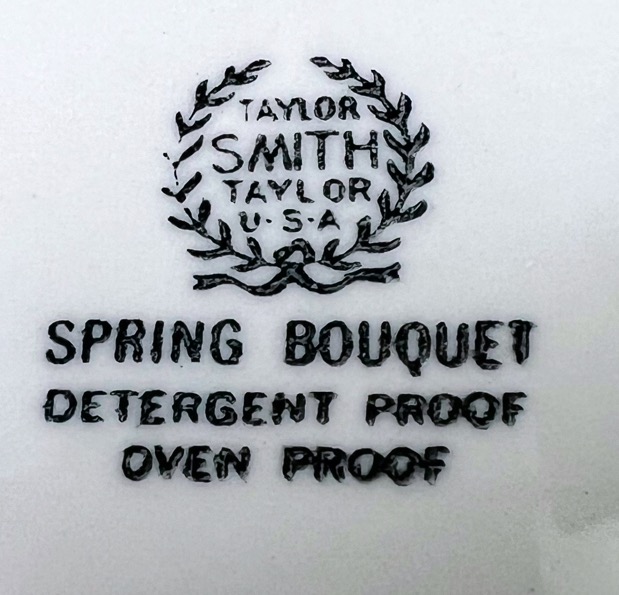 TAYLOR
SMITH
TAYLOR
U·S·A
SPRING BOUQUET
DETERGENT PROOF
OVEN PROOF